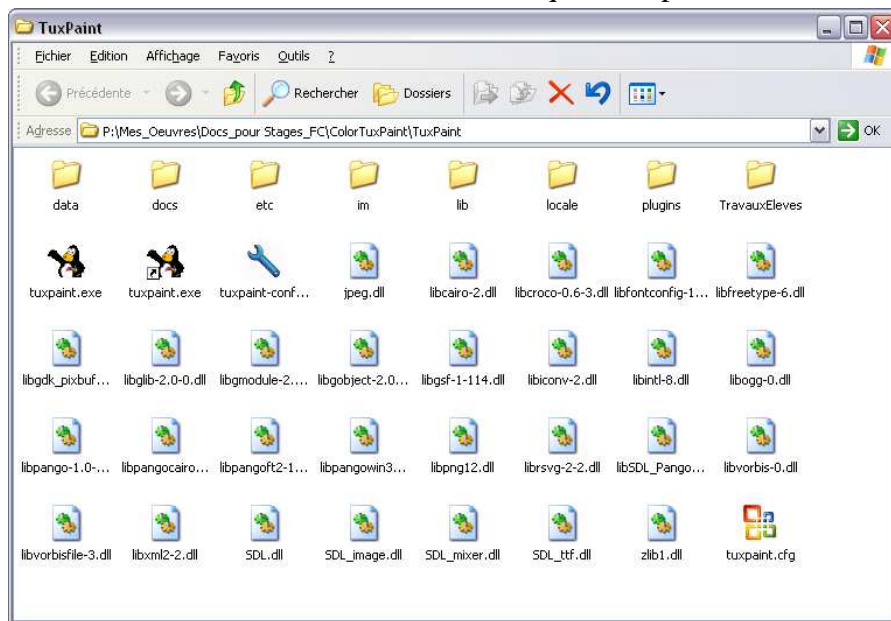 TuxPaint
Fichier Edition Affichage Favoris Outils ?
Précédente Rechercher Dossiers
Adresse P:\Mes_Oeuvres\Docs_pour Stages_FC\ColorTuxPaint\TuxPaint OK
data docs etc im lib locale plugins TravauxEleves
tuxpaint.exe tuxpaint.exe tuxpaint-conf... jpeg.dll libcairo-2.dll libcroco-0.6-3.dll libfontconfig-1... libfreetype-6.dll
libgdk_pixbuf... libglib-2.0-0.dll libgmodule-2.... libgobject-2.0... libgsf-1-114.dll libiconv-2.dll libintl-8.dll libogg-0.dll
libpango-1.0-... libpangocairo... libpangoft2-1... libpangowin3... libpng12.dll librsvg-2-2.dll libSDL_Pango... libvorbis-0.dll
libvorbisfile-3.dll libxml2-2.dll SDL.dll SDL_image.dll SDL_mixer.dll SDL_ttf.dll zlib1.dll tuxpaint.cfg